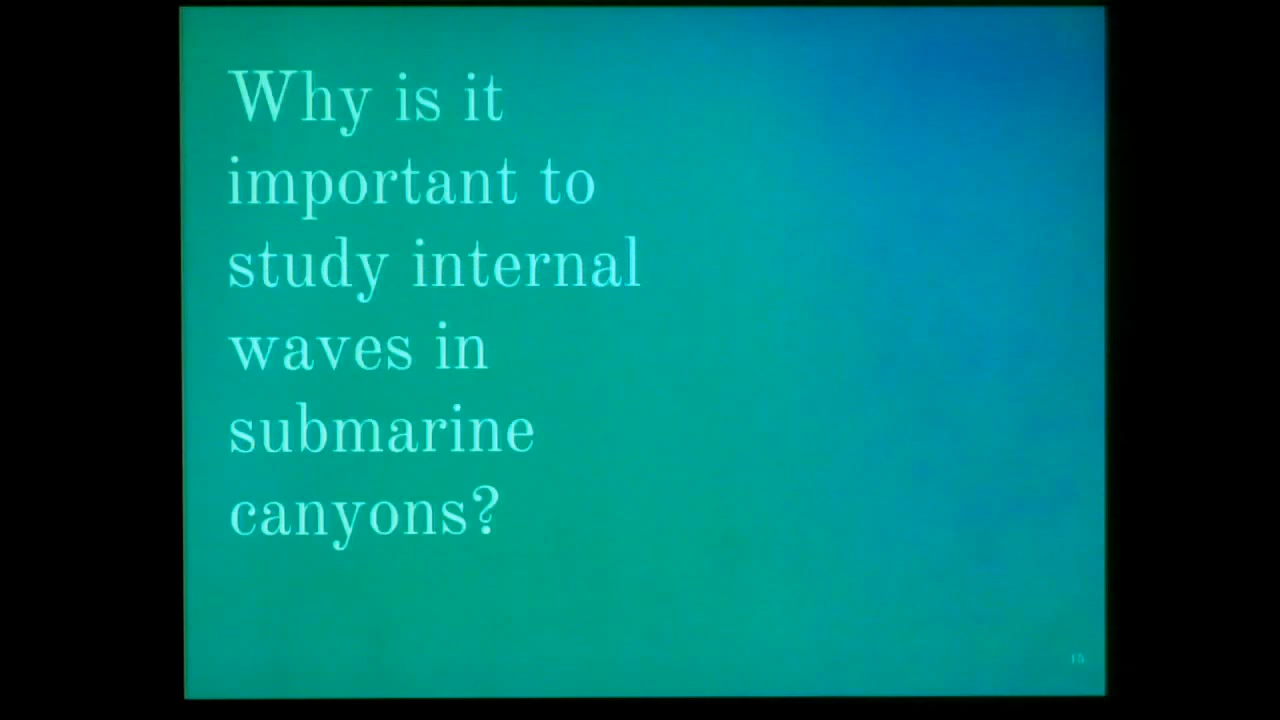 Why is it
important to
study internal
waves in
submarine
canyons?